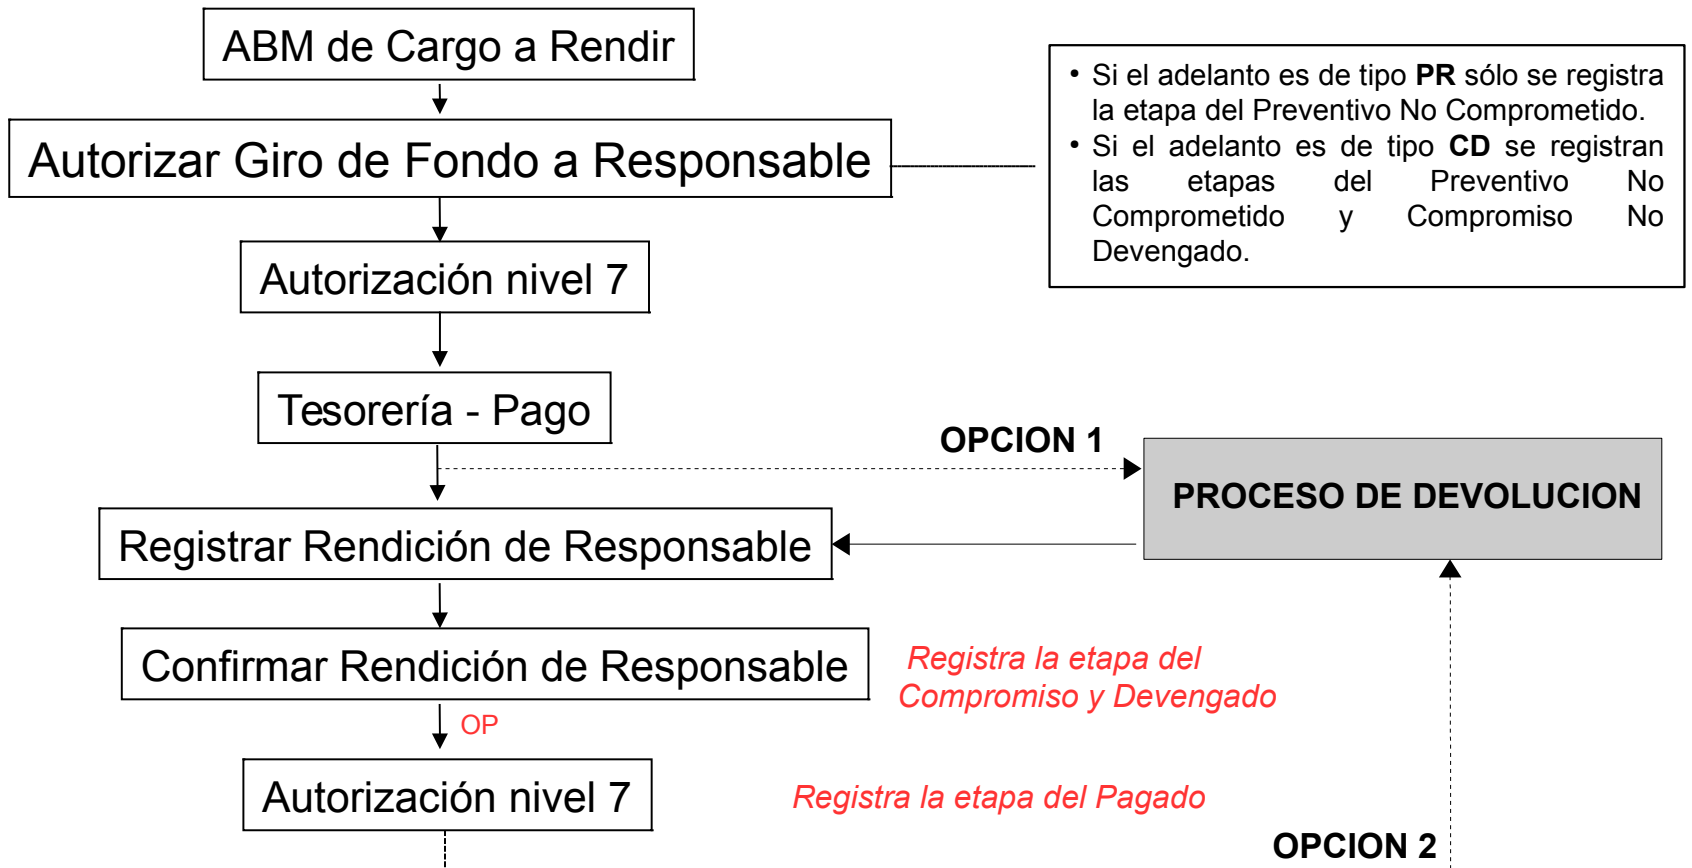 ABM de Cargo a Rendir
Autorizar Giro de Fondo a Responsable
• Si el adelanto es de tipo PR sólo se registra
la etapa del Preventivo No Comprometido.
• Si el adelanto es de tipo CD se registran
las etapas del Preventivo No
Comprometido y Compromiso No
Devengado.
Autorización nivel 7
Tesorería - Pago
OPCION 1
PROCESO DE DEVOLUCION
Registrar Rendición de Responsable
Confirmar Rendición de Responsable
Registra la etapa del
Compromiso y Devengado
OP
Autorización nivel 7
Registra la etapa del Pagado
OPCION 2